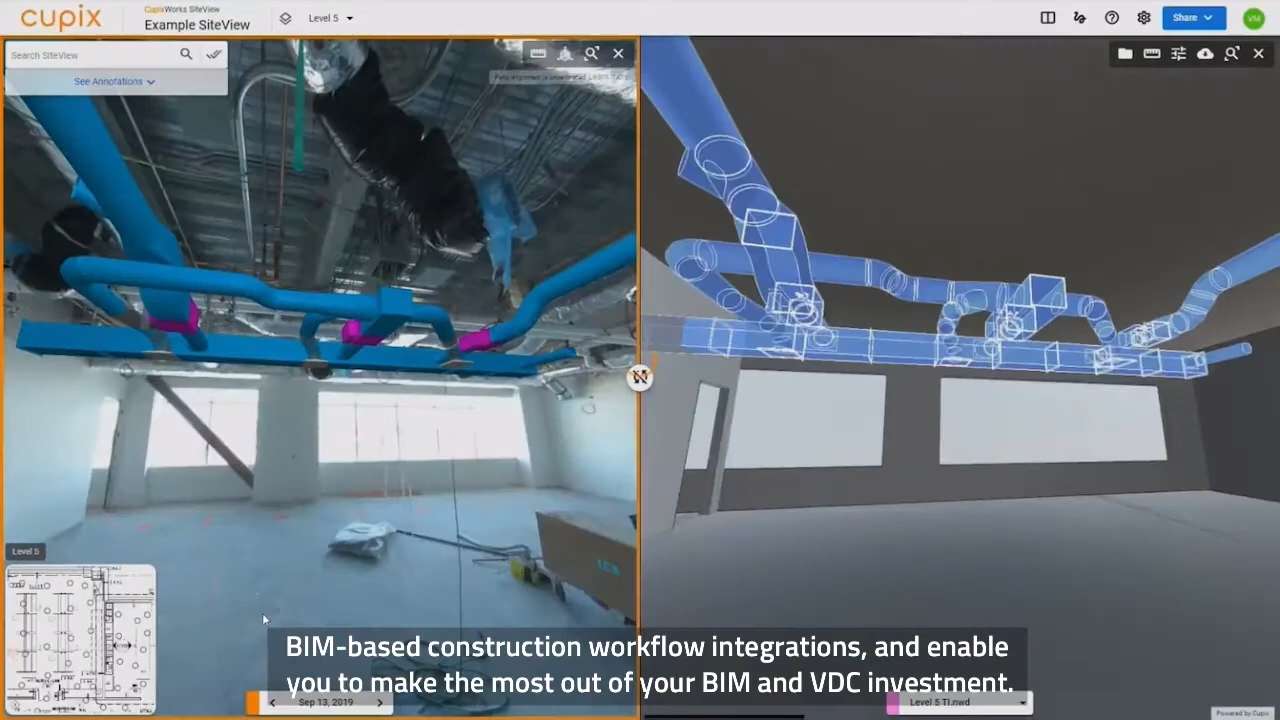 cupix
CupixWorks SiteView
Example SiteView
Level 5
Share
VM
Search SiteView
See Annotations
Learn more
Level 5
BIM-based construction workflow integrations, and enable
you to make the most out of your BIM and VDC investment.
Sep 13, 2019
Level 5 TI.nwd
Powered by Cupix